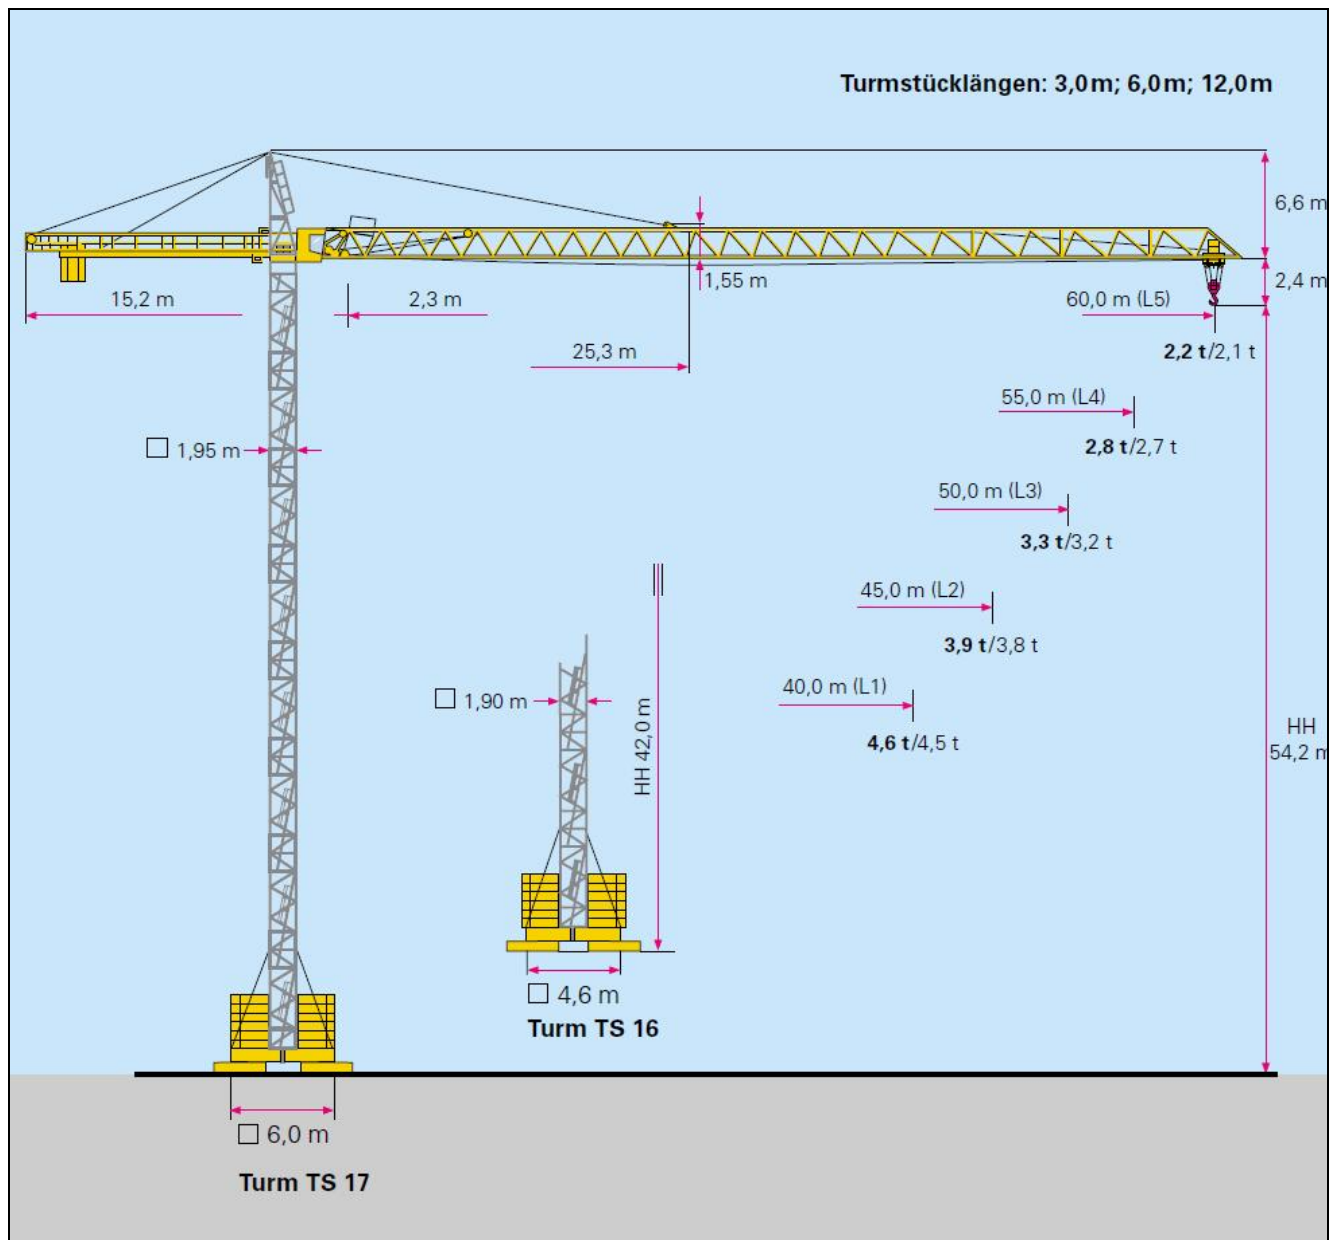 Turmstücklängen: 3,0m; 6,0m; 12,0m
6,6 m
1,55 m
2,4 m
15,2 m
2,3 m
60,0 m (L5)
25,3 m
2,2 t/2,1 t
55,0 m (L4)
2,8 t/2,7 t
1,95 m
50,0 m (L3)
3,3 t/3,2 t
45,0 m (L2)
3,9 t/3,8 t
40,0 m (L1)
1,90 m
4,6 t/4,5 t
HH 42,0 m
HH
54,2 m
4,6 m
Turm TS 16
6,0 m
Turm TS 17